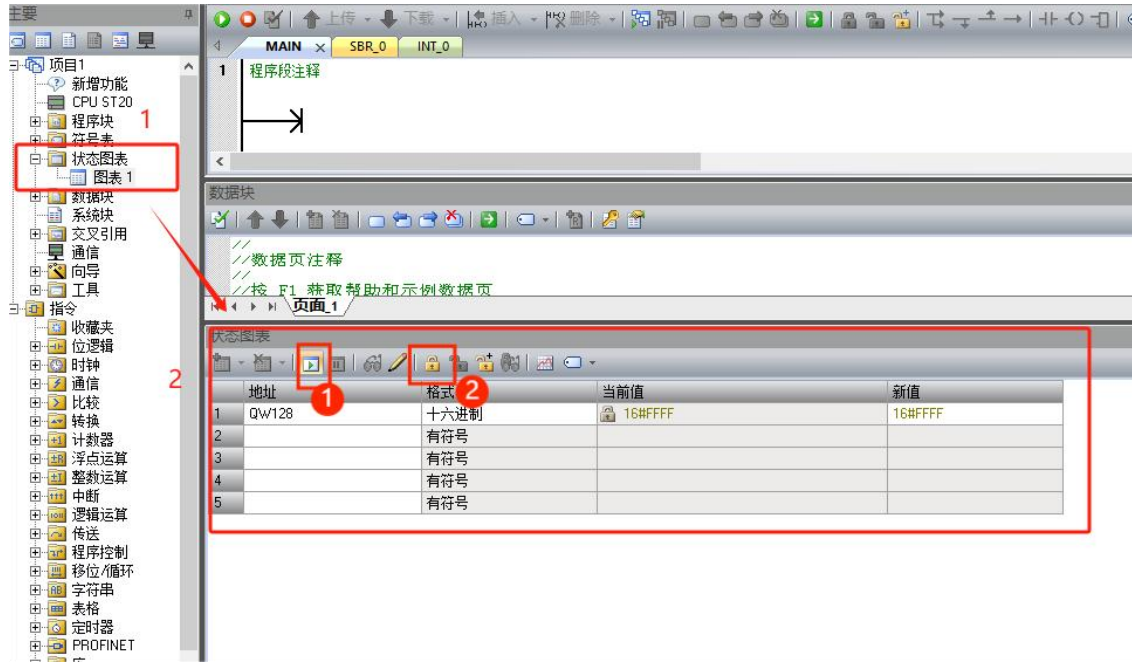 主要
项目1
新增功能
CPU ST20
程序块
1
符号表
状态图表
图表 1
数据块
系统块
交叉引用
通信
向导
工具
指令
收藏夹
位逻辑
时钟
通信
2
比较
转换
计数器
浮点运算
整数运算
中断
逻辑运算
传送
程序控制
移位/循环
字符串
表格
定时器
PROFINET
上传 下载 插入 删除
MAIN SBR_0 INT_0
1 程序段注释
数据块
//
//数据页注释
//
//按 F1 获取帮助和示例数据页
页面_1
状态图表
1 2
地址 格式 当前值 新值
1 QW128 十六进制 16#FFFF 16#FFFF
2 有符号
3 有符号
4 有符号
5 有符号